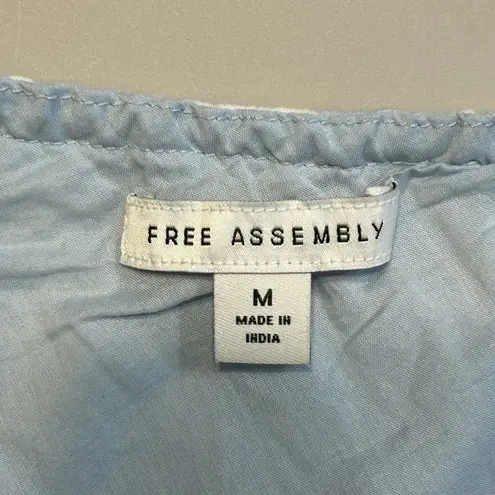 FREE ASSEMBLY
M
MADE IN
INDIA